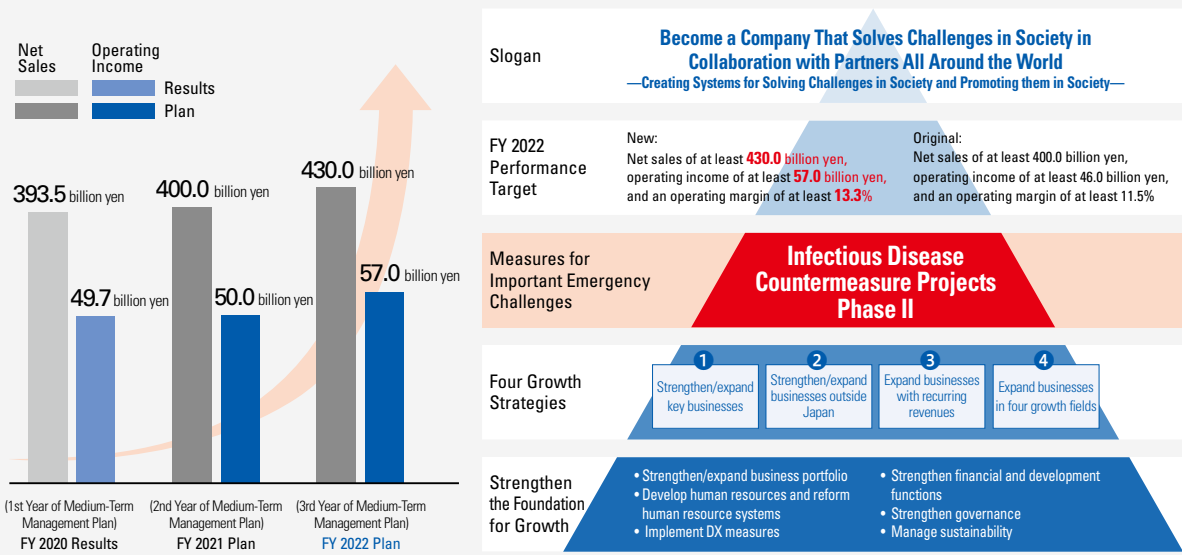 Net Sales
Operating Income
Results
Plan
393.5 billion yen
49.7 billion yen
400.0 billion yen
50.0 billion yen
430.0 billion yen
57.0 billion yen
(1st Year of Medium-Term
Management Plan)
FY 2020 Results
(2nd Year of Medium-Term
Management Plan)
FY 2021 Plan
(3rd Year of Medium-Term
Management Plan)
FY 2022 Plan
Slogan
Become a Company That Solves Challenges in Society in
Collaboration with Partners All Around the World
—Creating Systems for Solving Challenges in Society and Promoting them in Society—
FY 2022
Performance
Target
New:
Net sales of at least 430.0 billion yen,
operating income of at least 57.0 billion yen,
and an operating margin of at least 13.3%
Original:
Net sales of at least 400.0 billion yen,
operating income of at least 46.0 billion yen,
and an operating margin of at least 11.5%
Measures for
Important Emergency
Challenges
Infectious Disease
Countermeasure Projects
Phase II
Four Growth
Strategies
1
Strengthen/expand
key businesses
2
Strengthen/expand
businesses outside
Japan
3
Expand businesses
with recurring
revenues
4
Expand businesses
in four growth fields
Strengthen
the Foundation
for Growth
• Strengthen/expand business portfolio
• Develop human resources and reform
human resource systems
• Implement DX measures
• Strengthen financial and development
functions
• Strengthen governance
• Manage sustainability